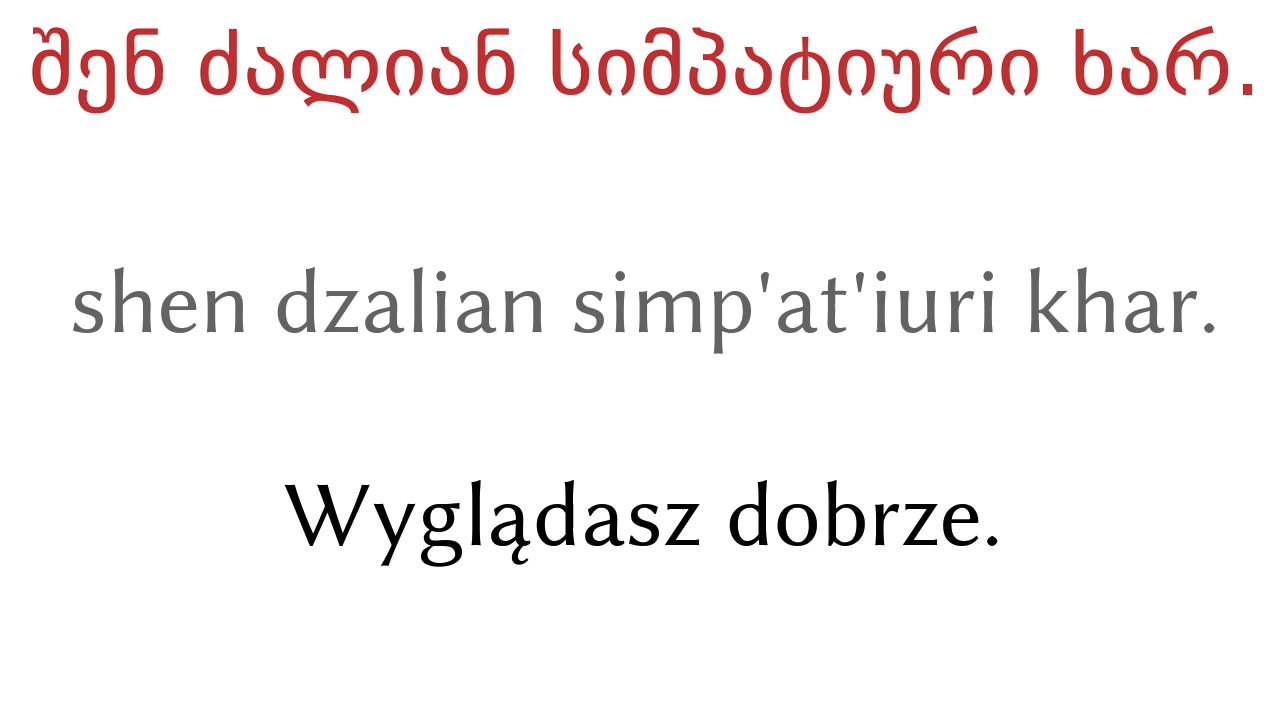 შენ ძალიან სიმპატიური ხარ.
shen dzalian simp'at'iuri khar.
Wyglądasz dobrze.